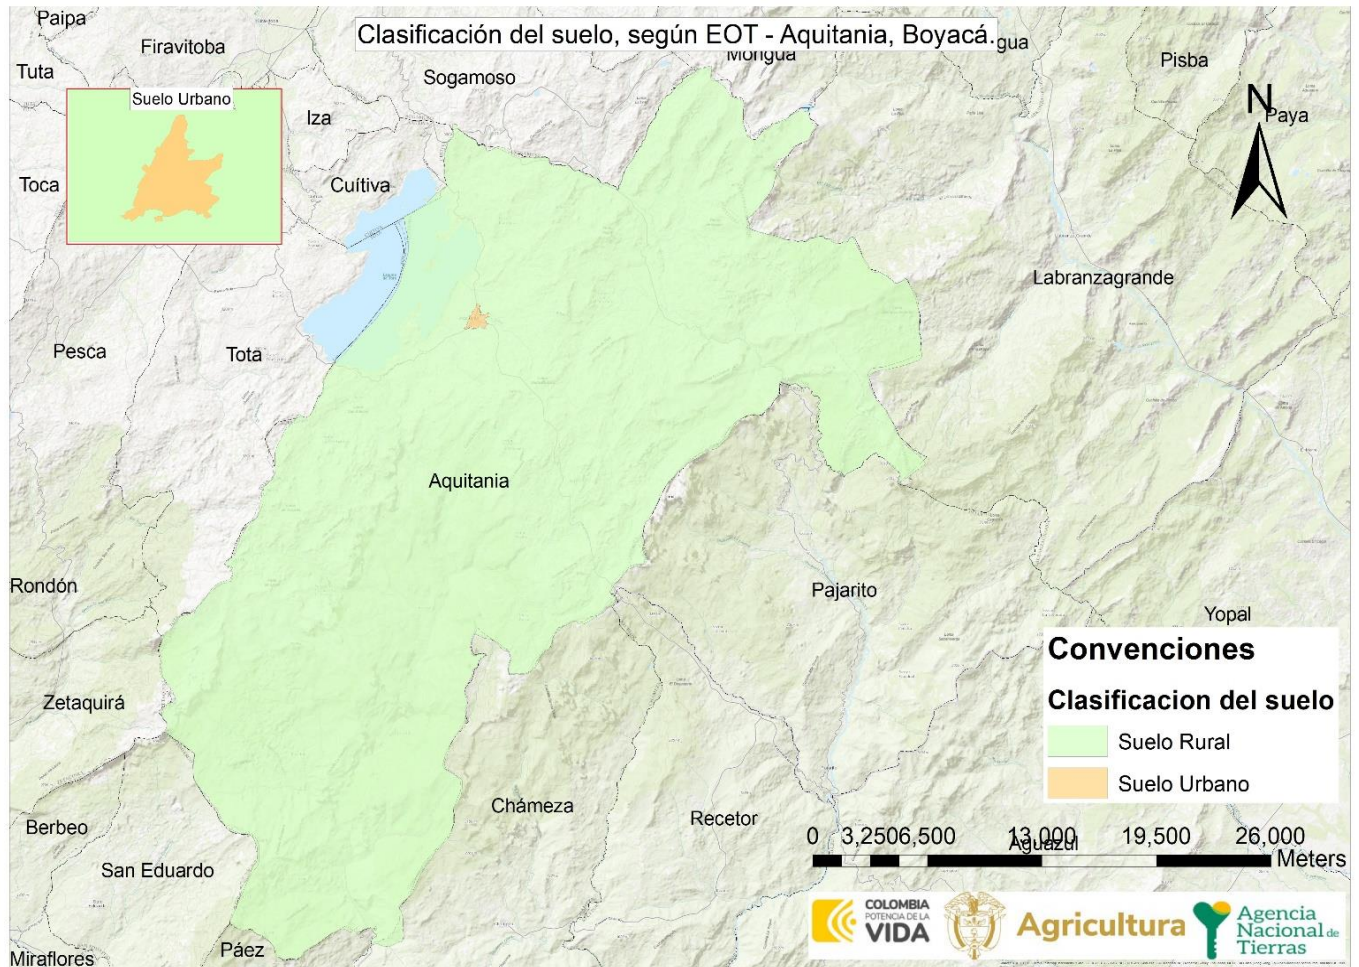 Clasificación del suelo, según EOT - Aquitania, Boyacá.
Paipa
Firavitoba
Tuta
Sogamoso
Mongua
gua
Pisba
Suelo Urbano
Iza
N
Paya
Toca
Cuítiva
Labranzagrande
Pesca
Tota
Aquitania
Rondón
Pajarito
Yopal
Zetaquirá
Convenciones
Clasificacion del suelo
Suelo Rural
Suelo Urbano
Chámeza
Recetor
Berbeo
San Eduardo
Aguazul
0 3,250 6,500 13,000 19,500 26,000
Meters
Páez
Miraflores
COLOMBIA
POTENCIA DE LA
VIDA
Agricultura
Agencia
Nacional de
Tierras